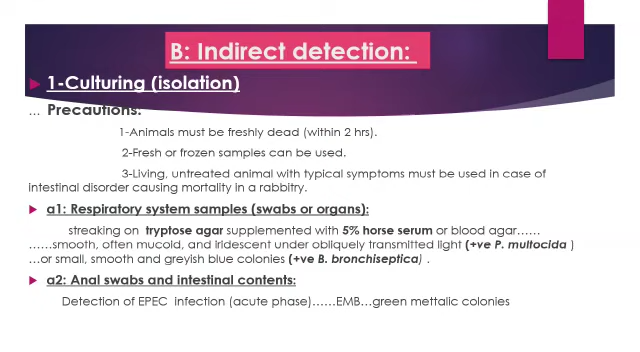 B: Indirect detection:
1-Culturing (isolation)
... Precautions:
1-Animals must be freshly dead (within 2 hrs).
2-Fresh or frozen samples can be used.
3-Living, untreated animal with typical symptoms must be used in case of
intestinal disorder causing mortality in a rabbitry.
a1: Respiratory system samples (swabs or organs):
streaking on tryptose agar supplemented with 5% horse serum or blood agar……
……smooth, often mucoid, and iridescent under obliquely transmitted light (+ve P. multocida )
…or small, smooth and greyish blue colonies (+ve B. bronchiseptica) .
a2: Anal swabs and intestinal contents:
Detection of EPEC infection (acute phase)……EMB…green mettalic colonies